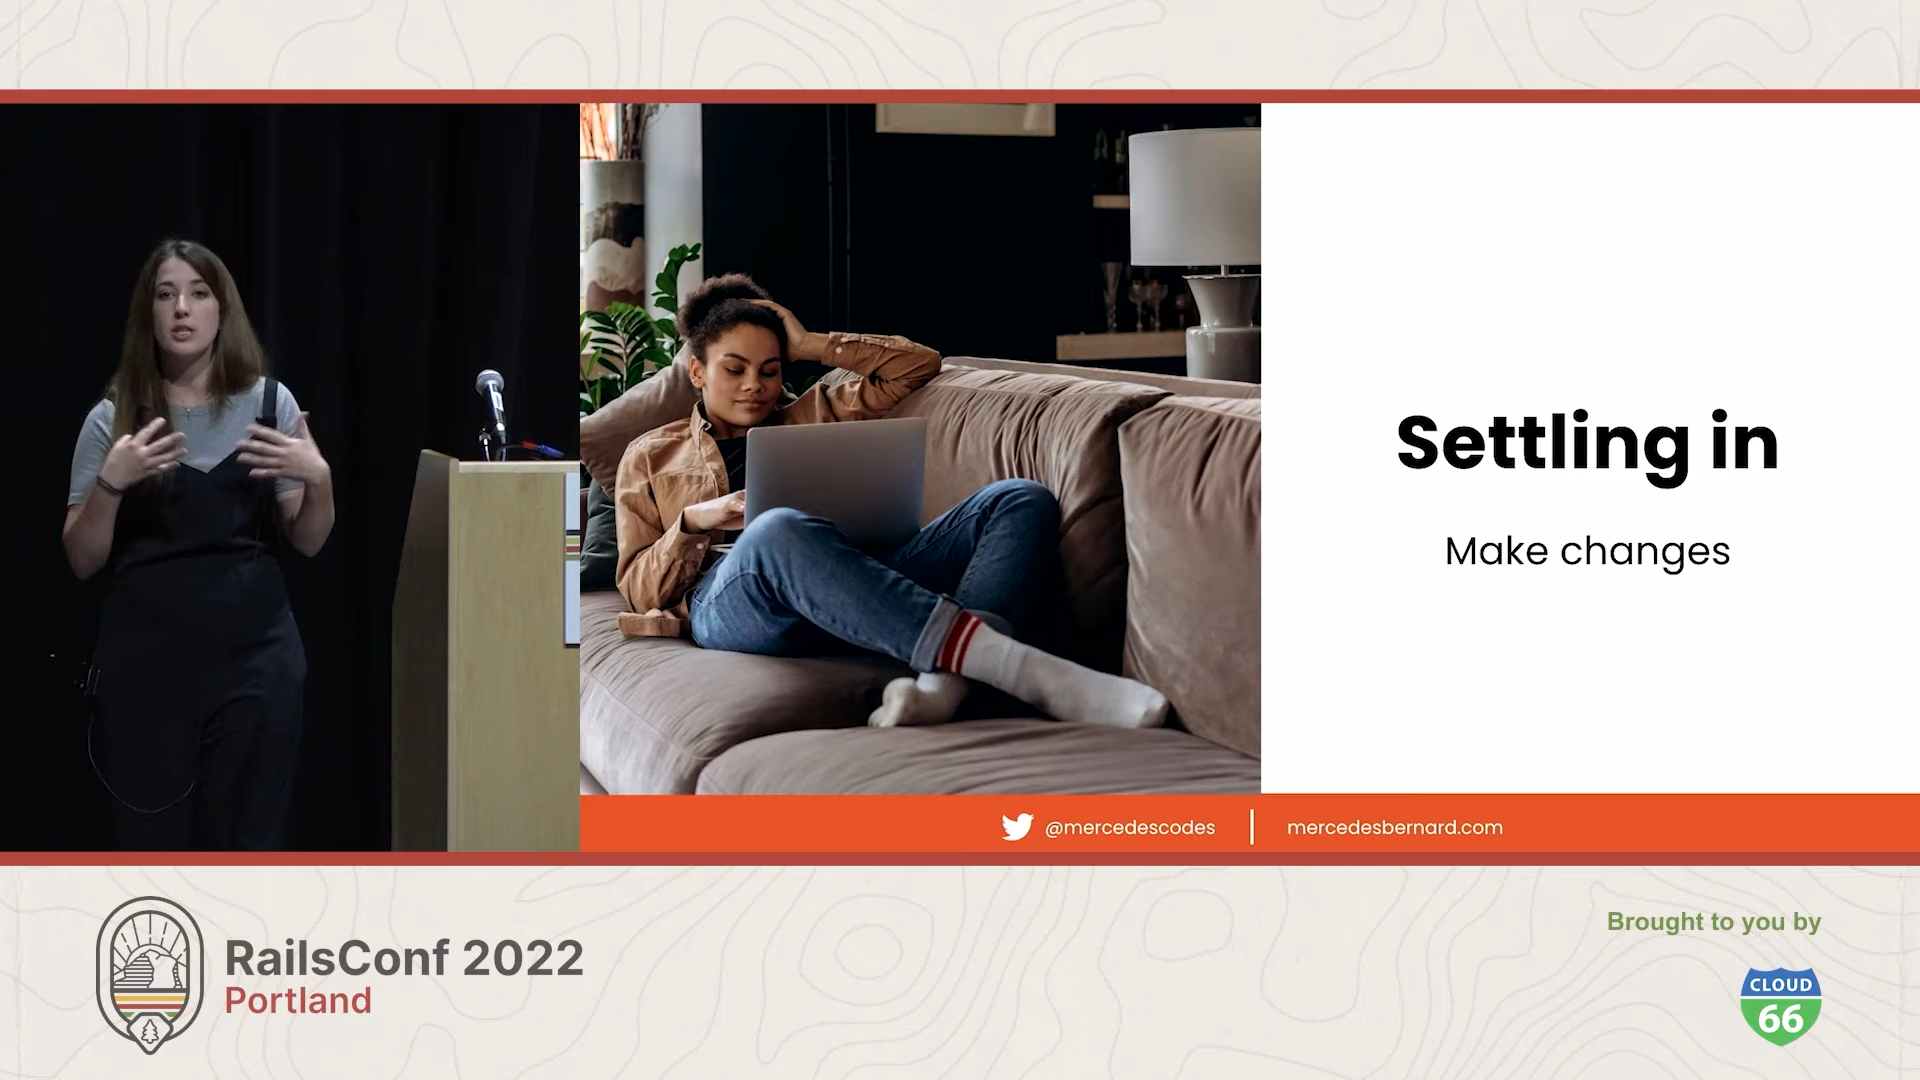 Settling in
Make changes
@mercedescodes
mercedesbernard.com
RailsConf 2022
Portland
Brought to you by
CLOUD
66